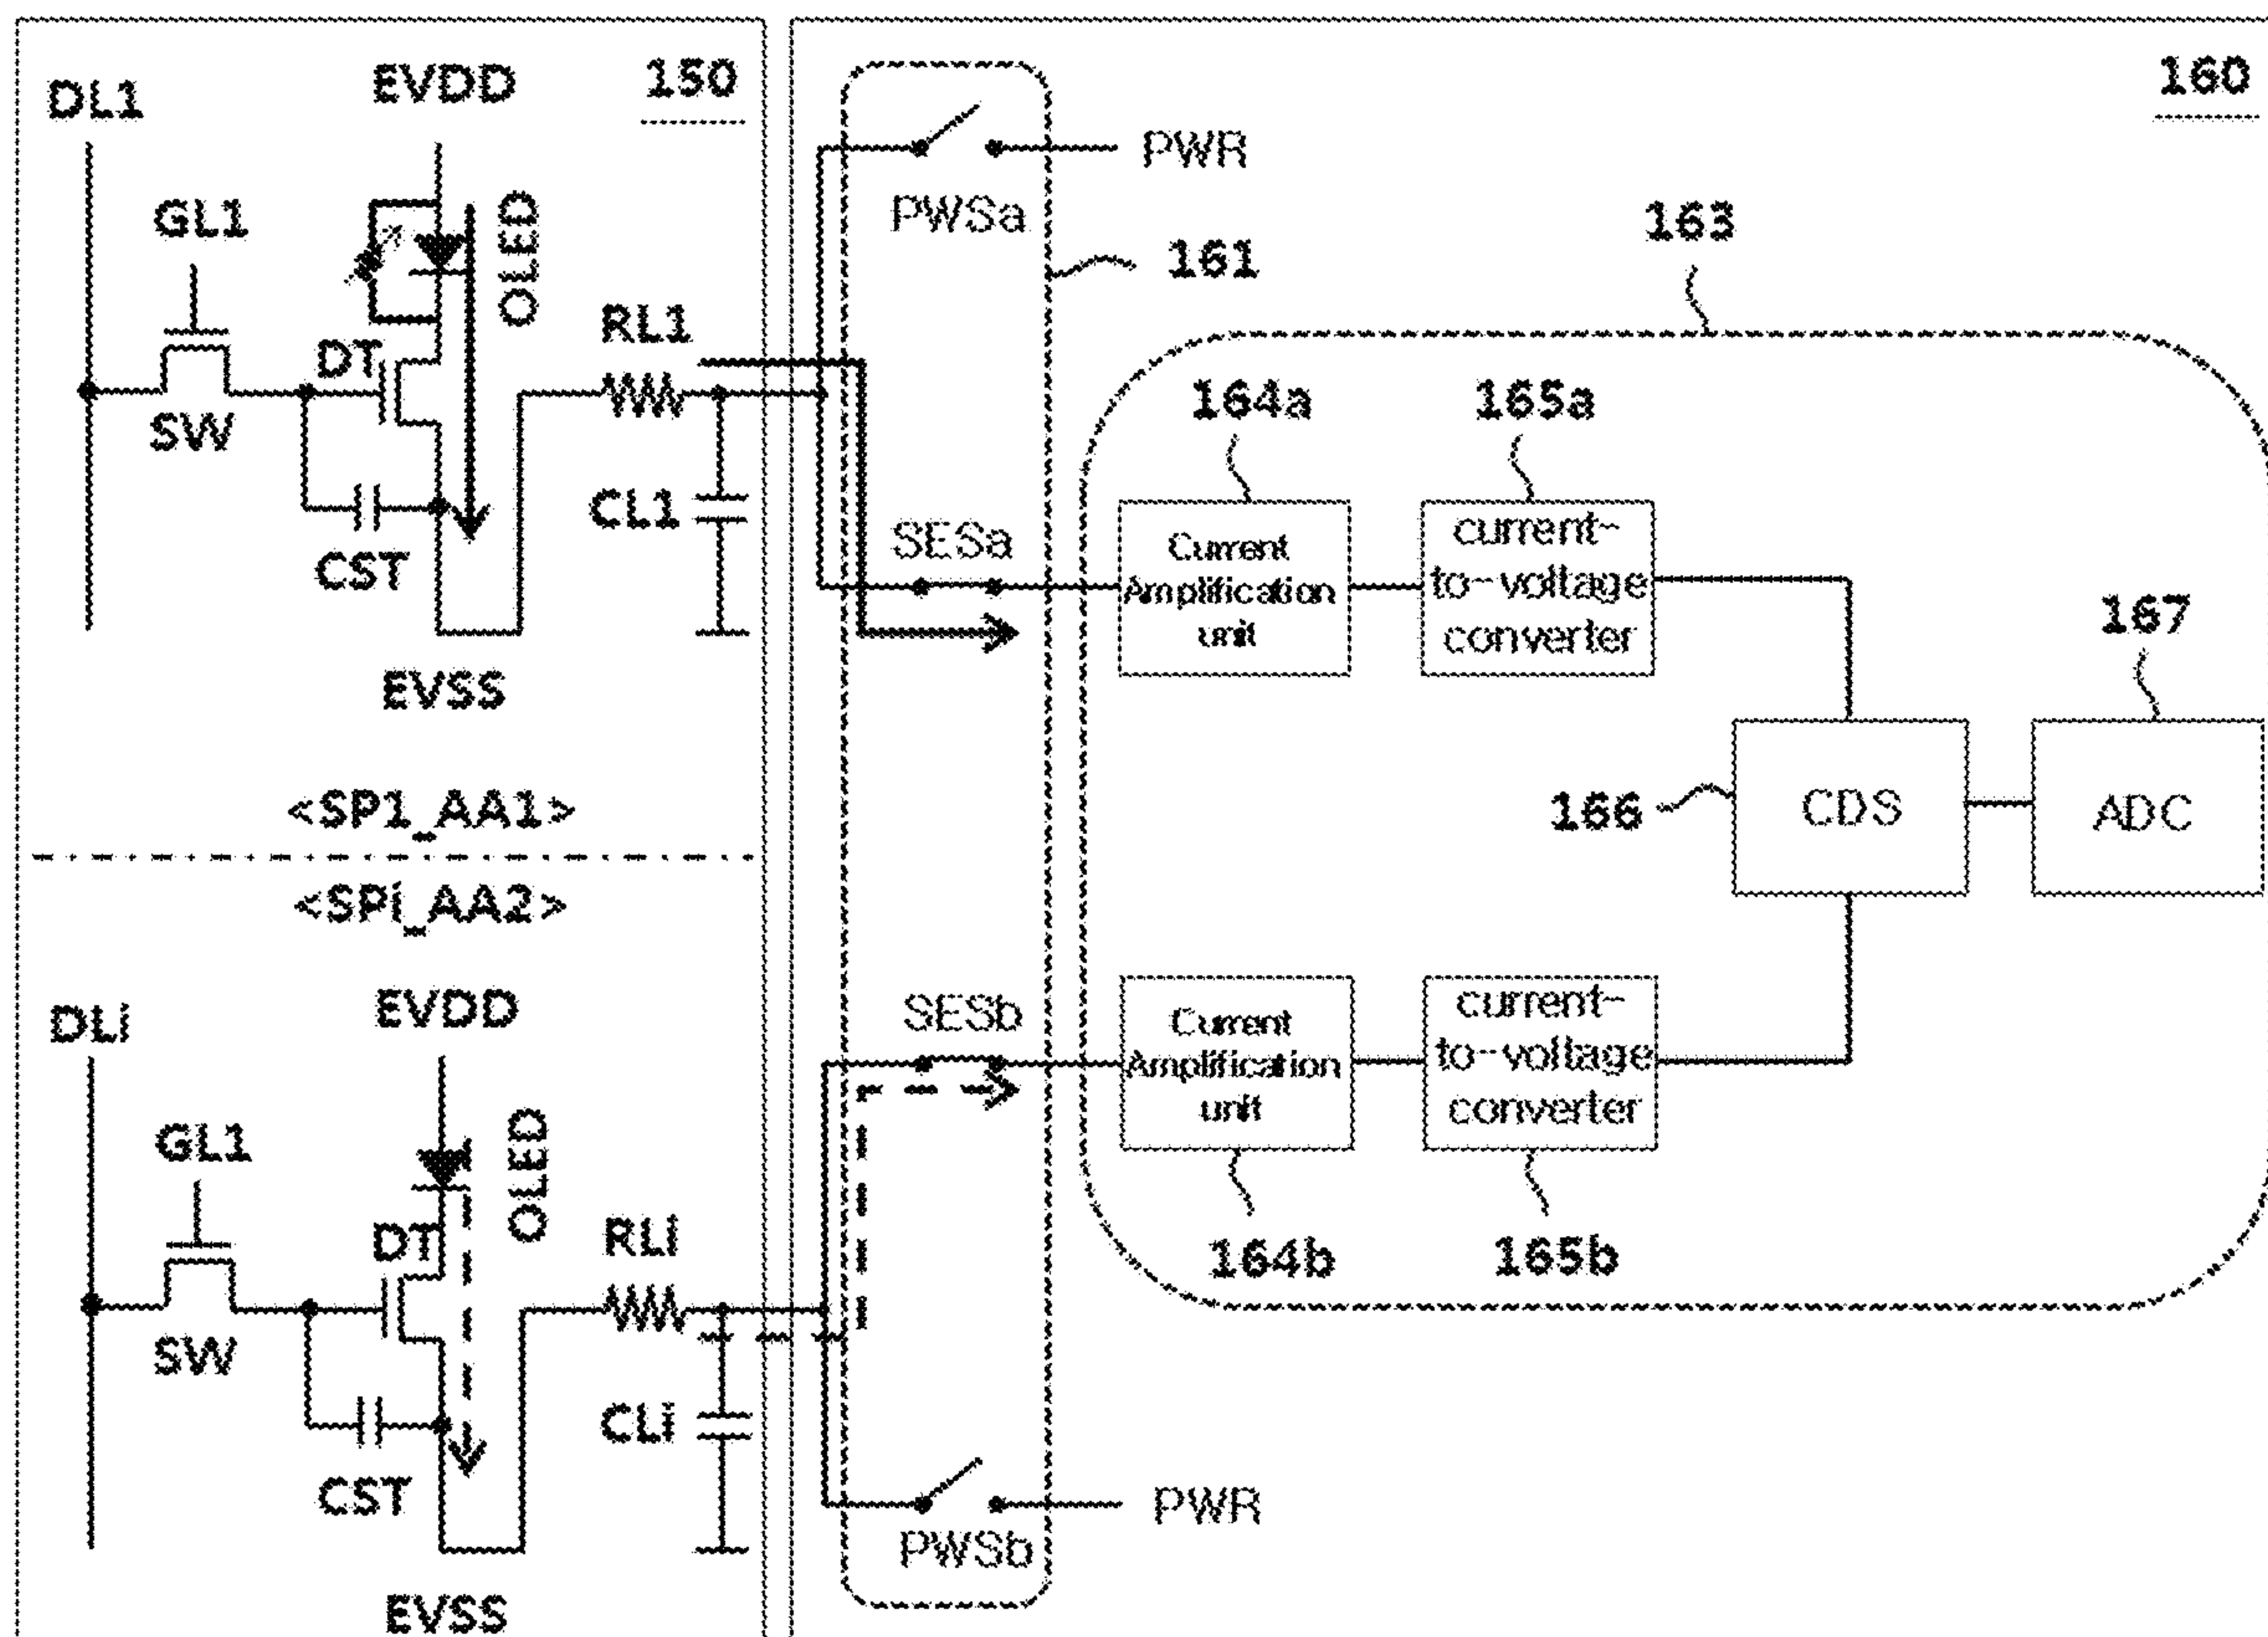 DL1
EVDD
150
GL1
OLED
DT
SW
RL1
CST
CL1
EVSS
<SP1_AA1>
<SPi_AA2>
DLi
EVDD
GL1
OLED
DT
SW
RLi
CST
CLi
EVSS
160
PWR
PWSa
161
163
164a
165a
SESa
Current
Amplification
unit
current-
to-voltage
converter
167
166
CDS
ADC
SESb
Current
Amplification
unit
current-
to-voltage
converter
164b
165b
PWR
PWSb